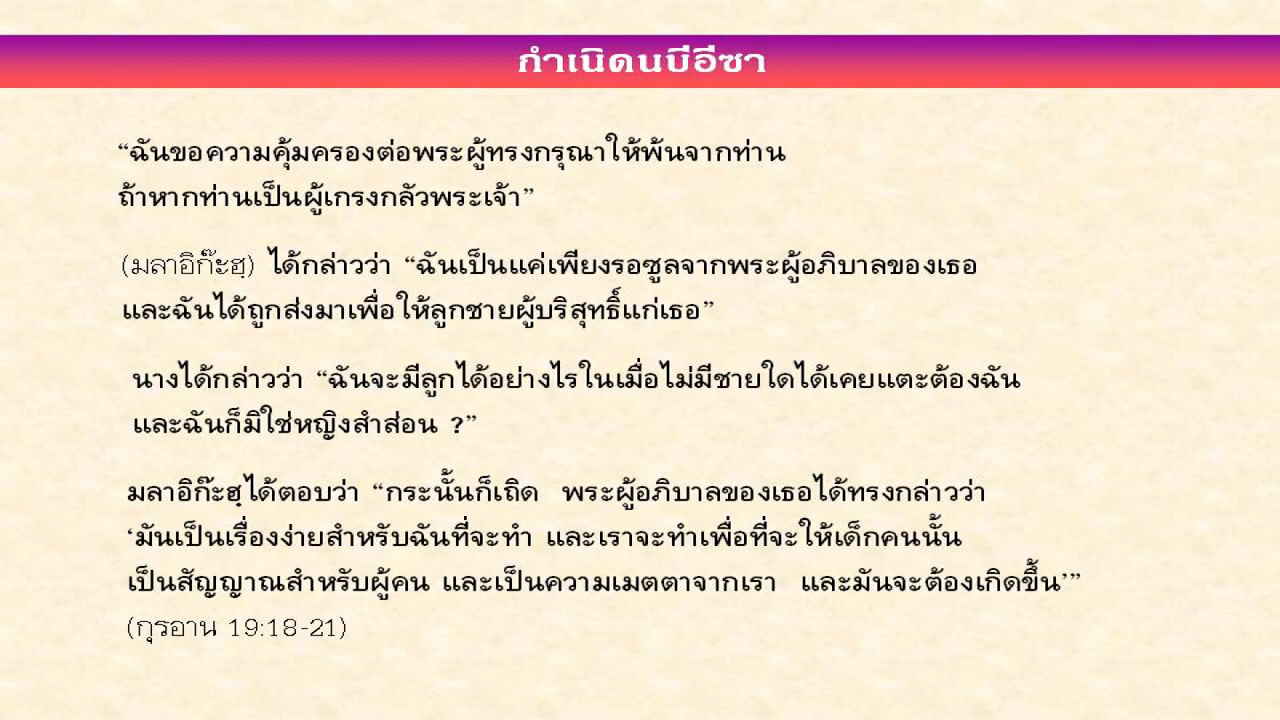 กำเนิดนบีอีซา
“ฉันขอความคุ้มครองต่อพระผู้ทรงกรุณาให้พ้นจากท่าน
ถ้าหากท่านเป็นผู้เกรงกลัวพระเจ้า”
(มลาอิก๊ะฮฺ) ได้กล่าวว่า “ฉันเป็นแค่เพียงรอซูลจากพระผู้อภิบาลของเธอ
และฉันได้ถูกส่งมาเพื่อให้ลูกชายผู้บริสุทธิ์แก่เธอ”
นางได้กล่าวว่า “ฉันจะมีลูกได้อย่างไรในเมื่อไม่มีชายใดได้เคยแตะต้องฉัน
และฉันก็มิใช่หญิงสำส่อน ?”
มลาอิก๊ะฮฺได้ตอบว่า “กระนั้นก็เถิด พระผู้อภิบาลของเธอได้ทรงกล่าวว่า
‘มันเป็นเรื่องง่ายสำหรับฉันที่จะทำ และเราจะทำเพื่อที่จะให้เด็กคนนั้น
เป็นสัญญาณสำหรับผู้คน และเป็นความเมตตาจากเรา และมันจะต้องเกิดขึ้น’”
(กุรอาน 19:18-21)